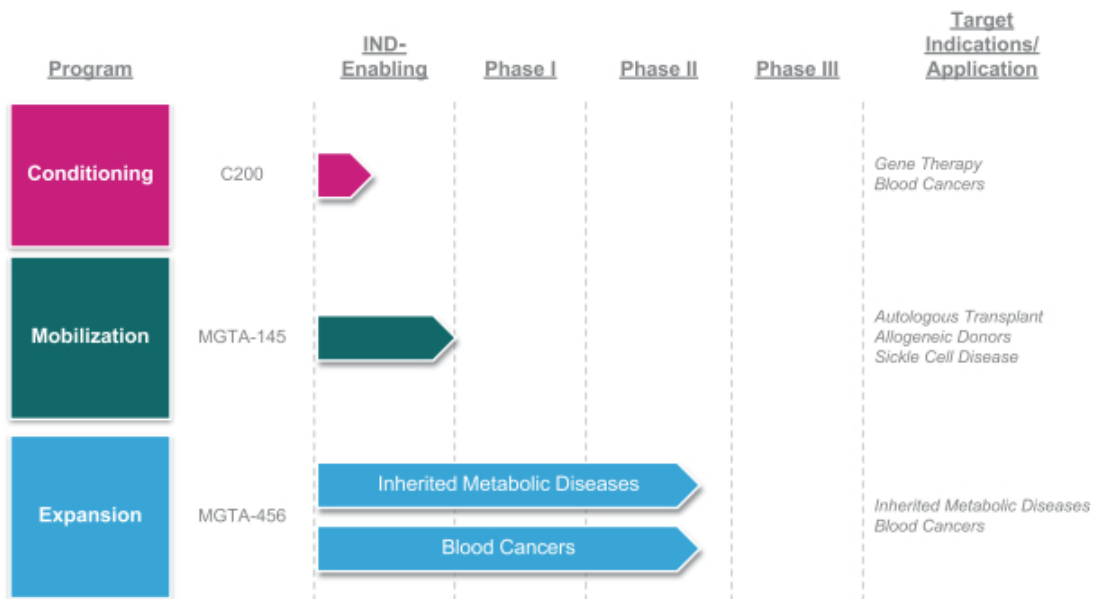 Program
IND-
Enabling
Phase I
Phase II
Phase III
Target
Indications/
Application
Conditioning
C200
Gene Therapy
Blood Cancers
Mobilization
MGTA-145
Autologous Transplant
Allogeneic Donors
Sickle Cell Disease
Expansion
MGTA-456
Inherited Metabolic Diseases
Blood Cancers
Inherited Metabolic Diseases
Blood Cancers